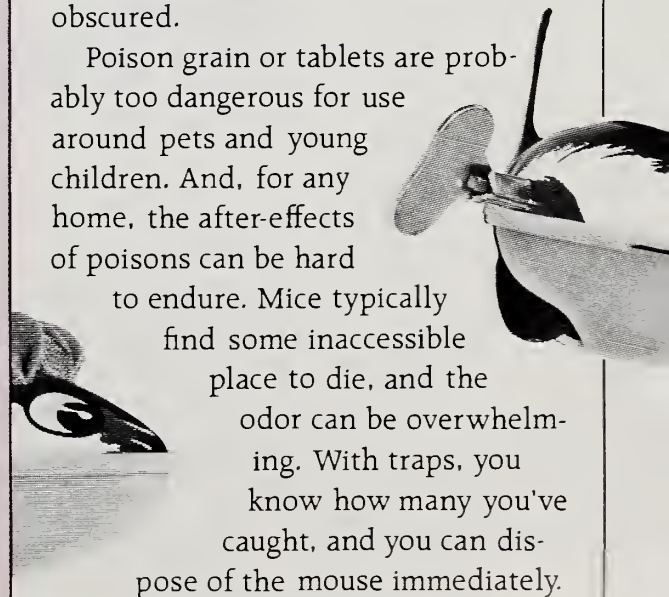 obscured.
Poison grain or tablets are prob-
ably too dangerous for use
around pets and young
children. And, for any
home, the after-effects
of poisons can be hard
to endure. Mice typically
find some inaccessible
place to die, and the
odor can be overwhelm-
ing. With traps, you
know how many you've
caught, and you can dis-
pose of the mouse immediately.